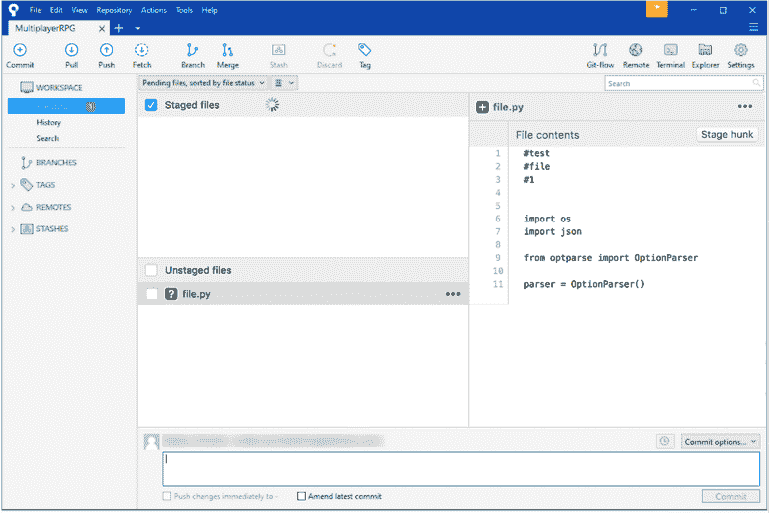 File Edit View Repository Actions Tools Help
MultiplayerRPG
Commit Pull Push Fetch Branch Merge Stash Discard Tag Git-flow Remote Terminal Explorer Settings
WORKSPACE
History
Search
BRANCHES
TAGS
REMOTES
STASHES
Pending files, sorted by file status
Search
Staged files
Unstaged files
file.py
file.py
File contents
Stage hunk
1 #test
2 #file
3 #1
4
5
6 import os
7 import json
8
9 from optparse import OptionParser
10
11 parser = OptionParser()
Commit options...
Push changes immediately to -
Amend latest commit
Commit